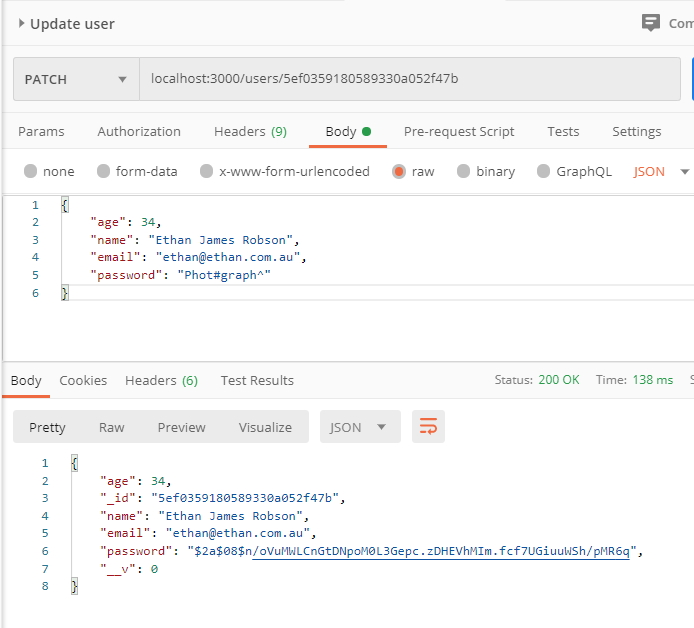 Update user
Com
PATCH
localhost:3000/users/5ef0359180589330a052f47b
Params Authorization Headers (9) Body Pre-request Script Tests Settings
none form-data x-www-form-urlencoded raw binary GraphQL JSON
1 {
2 "age": 34,
3 "name": "Ethan James Robson",
4 "email": "ethan@ethan.com.au",
5 "password": "Phot#graph^"
6 }
Body Cookies Headers (6) Test Results Status: 200 OK Time: 138 ms S
Pretty Raw Preview Visualize JSON
1 {
2 "age": 34,
3 "_id": "5ef0359180589330a052f47b",
4 "name": "Ethan James Robson",
5 "email": "ethan@ethan.com.au",
6 "password": "$2a$08$n/oVuMWLCnGtDNpoM0L3Gepc.zDHEVhMIm.fcf7UGiuuWSh/pMR6q",
7 "__v": 0
8 }